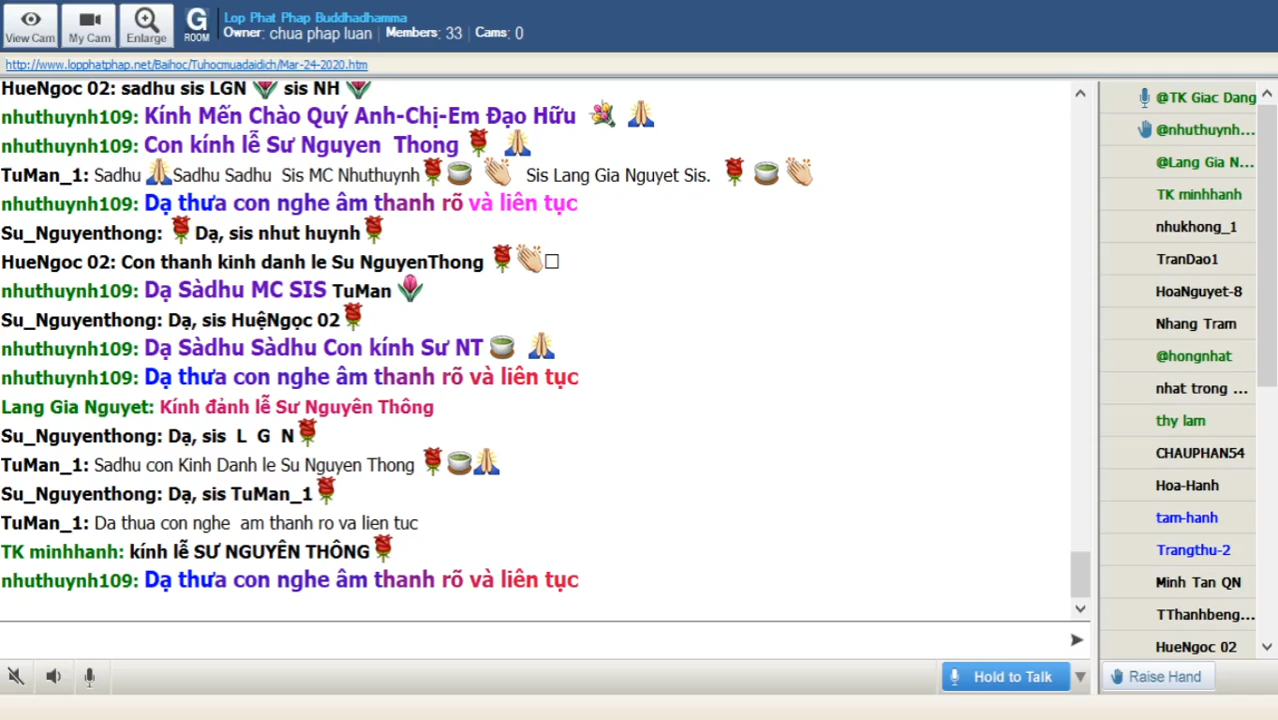 View Cam
My Cam
Enlarge
G
ROOM
Lop Phat Phap Buddhadhamma
Owner: chua phap luan | Members: 33 | Cams: 0
http://www.lopphatphap.net/Baihoc/Tuhocmuadaidich/Mar-24-2020.htm
HueNgoc 02: sadhu sis LGN 🌷 sis NH 🌷
nhuthuynh109: Kính Mến Chào Quý Anh-Chị-Em Đạo Hữu 💐 🙏
nhuthuynh109: Con kính lễ Sư Nguyen Thong 🌹 🙏
TuMan_1: Sadhu 🙏Sadhu Sadhu Sis MC Nhuthuynh🌹🍵 👏 Sis Lang Gia Nguyet Sis. 🌹 🍵 👏
nhuthuynh109: Dạ thưa con nghe âm thanh rõ và liên tục
Su_Nguyenthong: 🌹Dạ, sis nhut huynh🌹
HueNgoc 02: Con thanh kinh danh le Su NguyenThong 🌹👏□
nhuthuynh109: Dạ Sàdhu MC SIS TuMan 🌷
Su_Nguyenthong: Dạ, sis HuệNgọc 02🌹
nhuthuynh109: Dạ Sàdhu Sàdhu Con kính Sư NT 🍵 🙏
nhuthuynh109: Dạ thưa con nghe âm thanh rõ và liên tục
Lang Gia Nguyet: Kính đảnh lễ Sư Nguyên Thông
Su_Nguyenthong: Dạ, sis L G N🌹
TuMan_1: Sadhu con Kinh Danh le Su Nguyen Thong 🌹🍵🙏
Su_Nguyenthong: Dạ, sis TuMan_1🌹
TuMan_1: Da thua con nghe am thanh ro va lien tuc
TK minhhanh: kính lễ SƯ NGUYÊN THÔNG🌹
nhuthuynh109: Dạ thưa con nghe âm thanh rõ và liên tục
@TK Giac Dang
@nhuthuynh...
@Lang Gia N...
TK minhhanh
nhukhong_1
TranDao1
HoaNguyet-8
Nhang Tram
@hongnhat
nhat trong ...
thy lam
CHAUPHAN54
Hoa-Hanh
tam-hanh
Trangthu-2
Minh Tan QN
TThanhbeng...
HueNgoc 02
Hold to Talk
Raise Hand